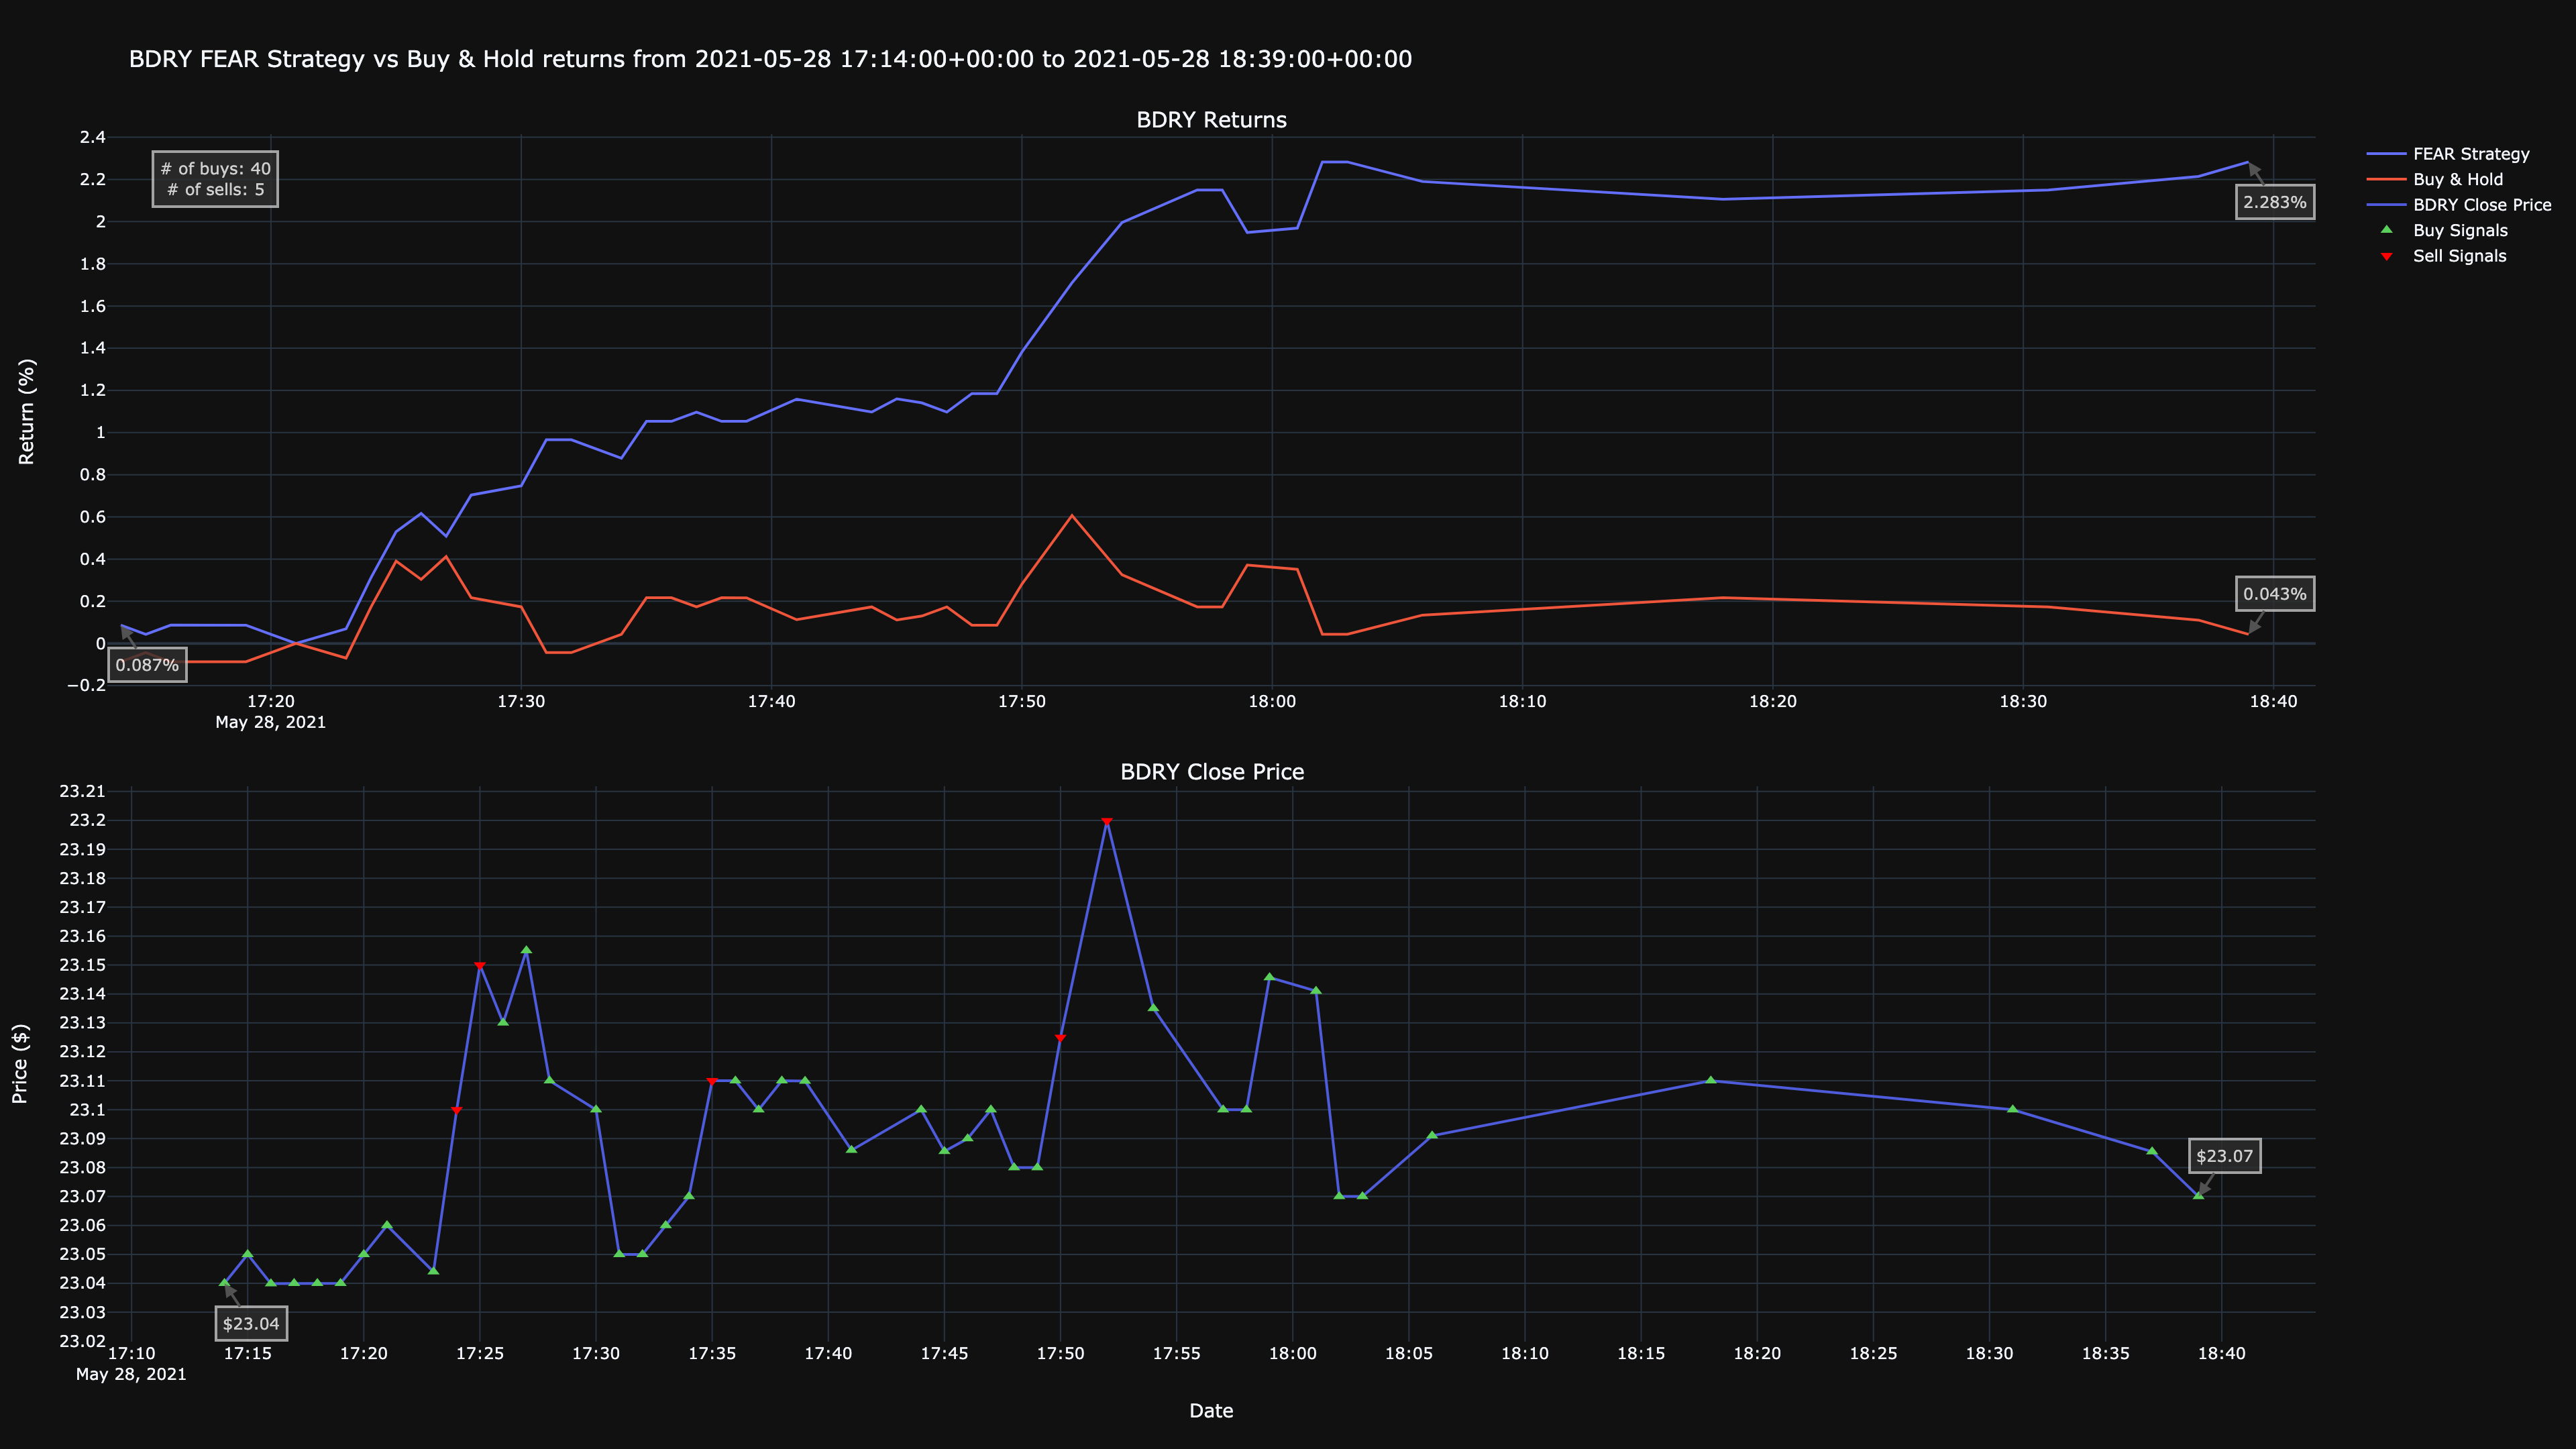 BDRY FEAR Strategy vs Buy & Hold returns from 2021-05-28 17:14:00+00:00 to 2021-05-28 18:39:00+00:00
BDRY Returns
FEAR Strategy
Buy & Hold
BDRY Close Price
Buy Signals
Sell Signals
# of buys: 40
# of sells: 5
2.283%
0.043%
0.087%
Return (%)
2.4
2.2
2
1.8
1.6
1.4
1.2
1
0.8
0.6
0.4
0.2
0
−0.2
17:20 17:30 17:40 17:50 18:00 18:10 18:20 18:30 18:40
May 28, 2021
BDRY Close Price
Price ($)
23.21
23.2
23.19
23.18
23.17
23.16
23.15
23.14
23.13
23.12
23.11
23.1
23.09
23.08
23.07
23.06
23.05
23.04
23.03
23.02
$23.07
$23.04
17:10 17:15 17:20 17:25 17:30 17:35 17:40 17:45 17:50 17:55 18:00 18:05 18:10 18:15 18:20 18:25 18:30 18:35 18:40
May 28, 2021
Date